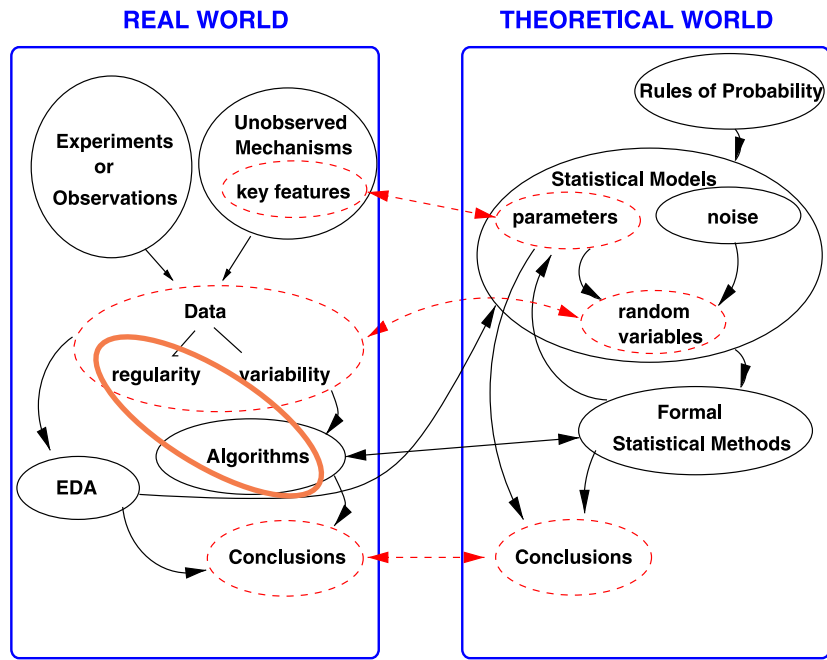 REAL WORLD
THEORETICAL WORLD
Experiments
or
Observations
Unobserved
Mechanisms
key features
Data
regularity
variability
Algorithms
EDA
Conclusions
Rules of Probability
Statistical Models
parameters
noise
random
variables
Formal
Statistical Methods
Conclusions